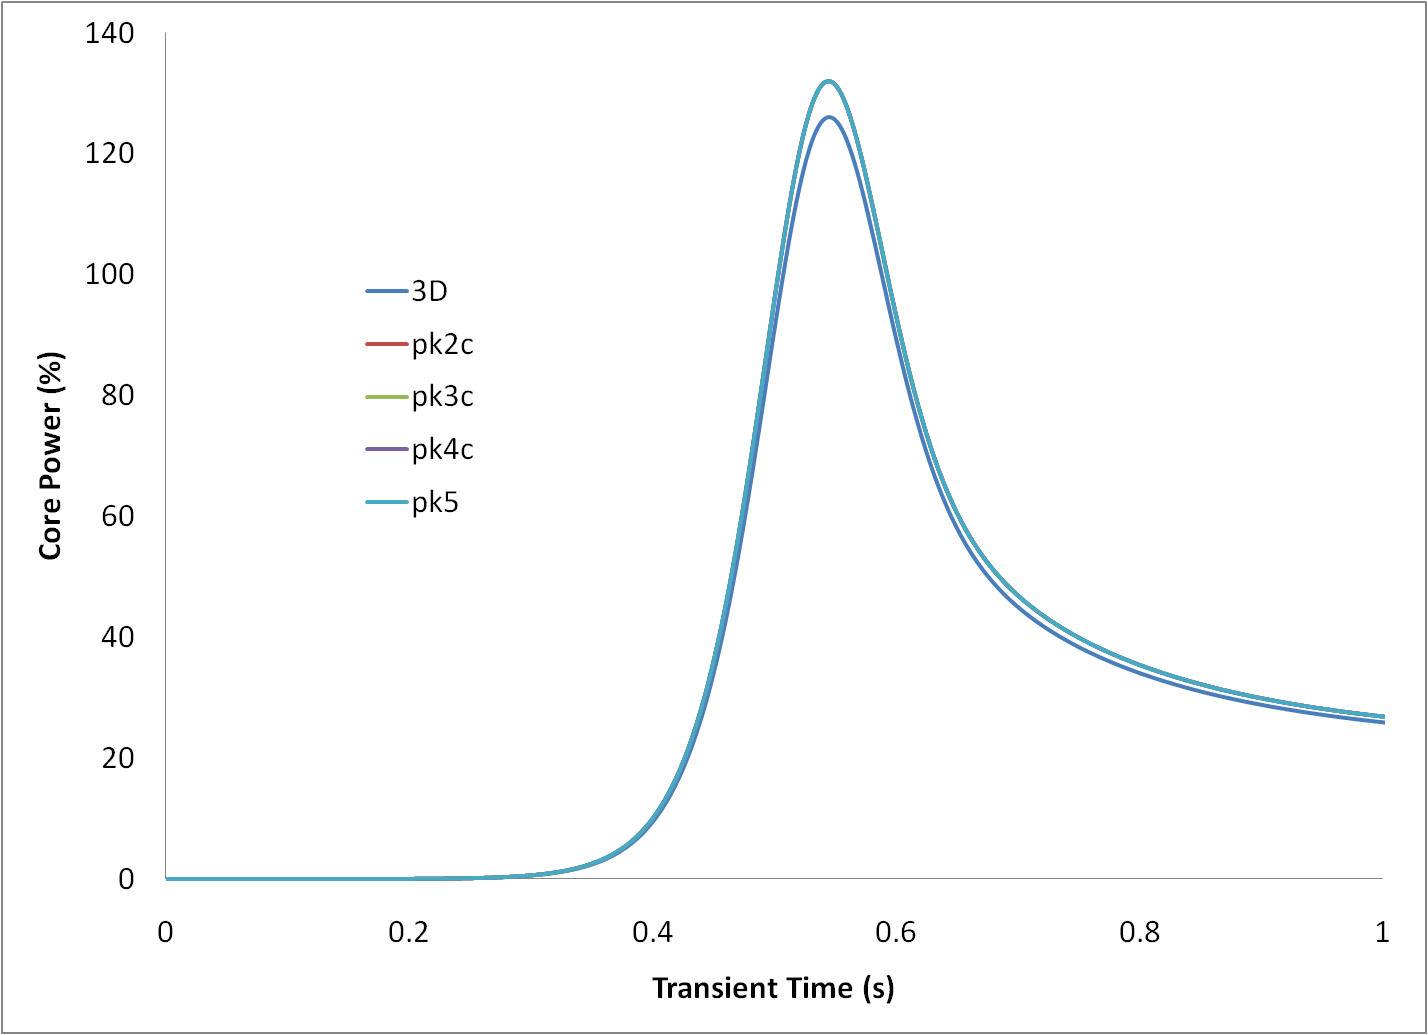 140
120
100
80
60
40
20
0
Core Power (%)
3D
pk2c
pk3c
pk4c
pk5
0 0.2 0.4 0.6 0.8 1
Transient Time (s)